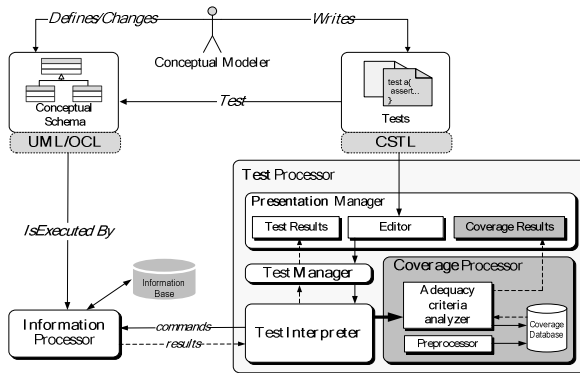 Defines/Changes
Writes
Conceptual Modeler
Conceptual
Schema
UML/OCL
Test
test a{
assert...
}
Tests
CSTL
Test Processor
Presentation Manager
Test Results
Editor
Coverage Results
IsExecuted By
Information
Base
Test Manager
Coverage Processor
Adequacy
criteria
analyzer
Coverage
Database
Preprocessor
Information
Processor
commands
results
Test Interpreter